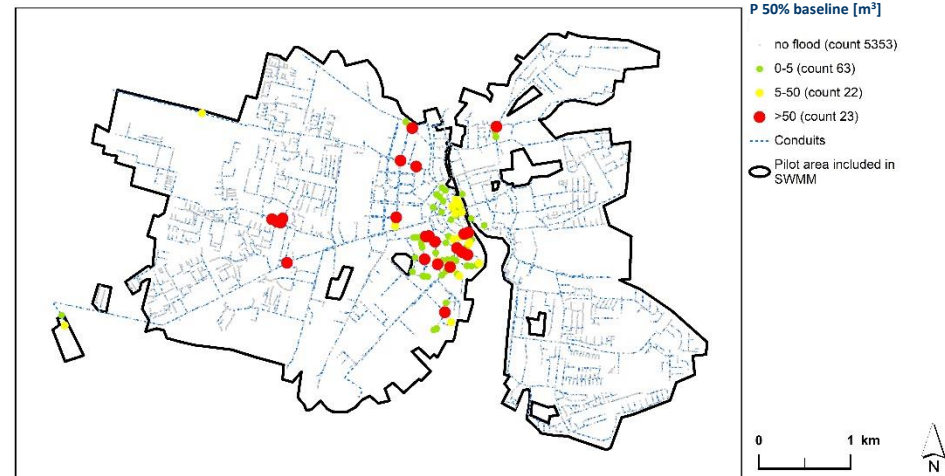 P 50% baseline [m³]
no flood (count 5353)
0-5 (count 63)
5-50 (count 22)
>50 (count 23)
Conduits
Pilot area included in
SWMM
0 1 km
N